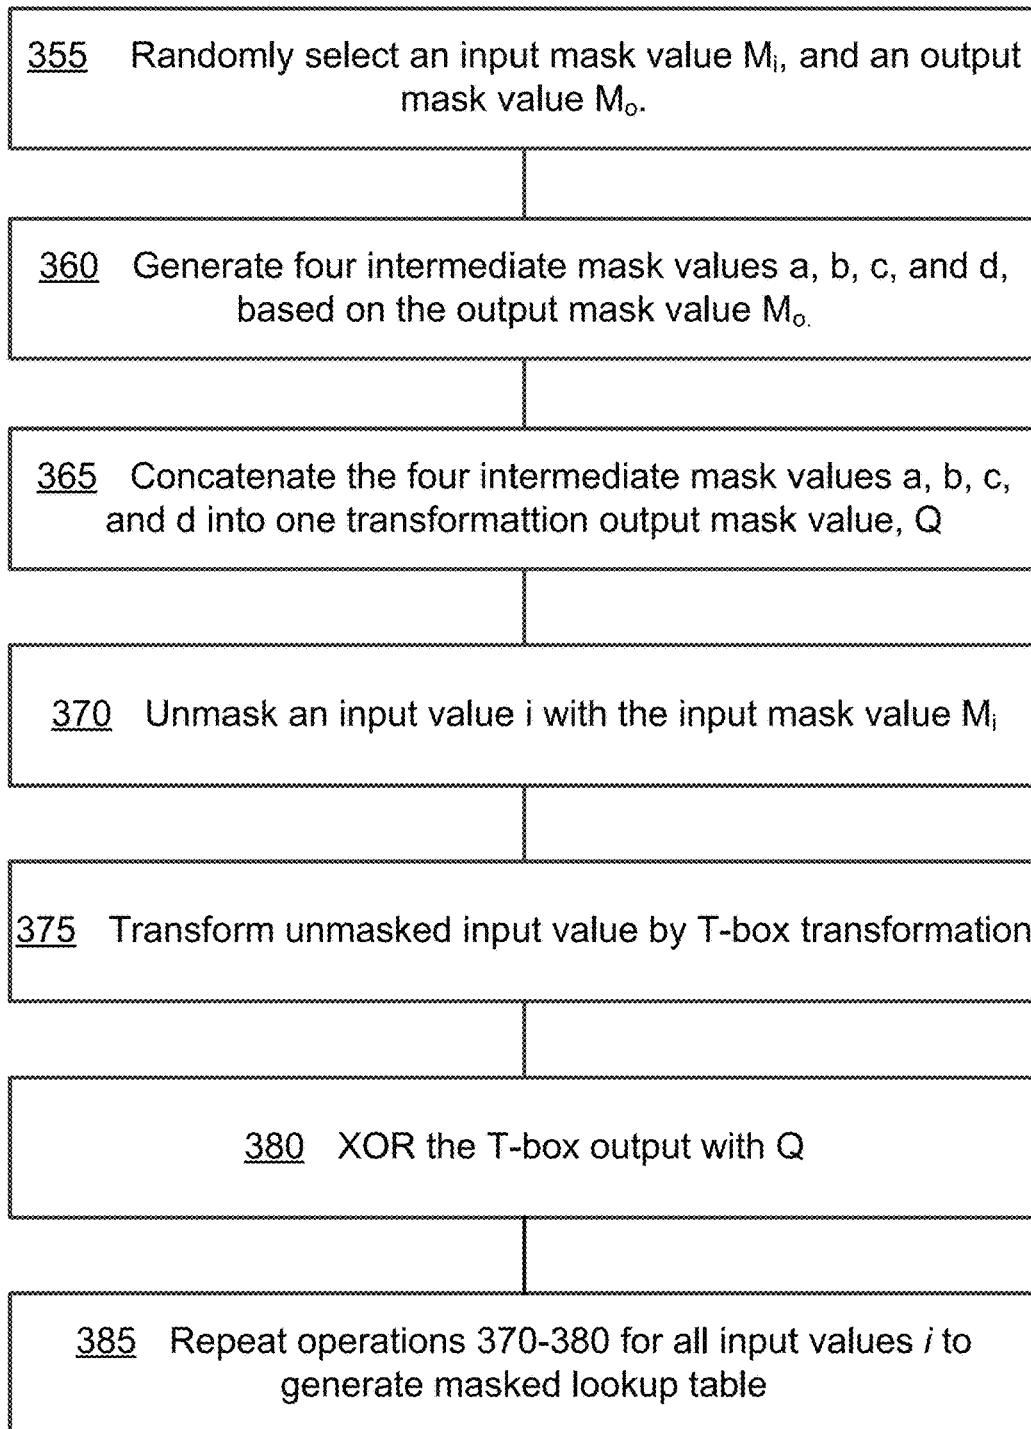 355 Randomly select an input mask value Mi, and an output
mask value Mo.
360 Generate four intermediate mask values a, b, c, and d,
based on the output mask value Mo.
365 Concatenate the four intermediate mask values a, b, c,
and d into one transformattion output mask value, Q
370 Unmask an input value i with the input mask value Mi
375 Transform unmasked input value by T-box transformation
380 XOR the T-box output with Q
385 Repeat operations 370-380 for all input values i to
generate masked lookup table